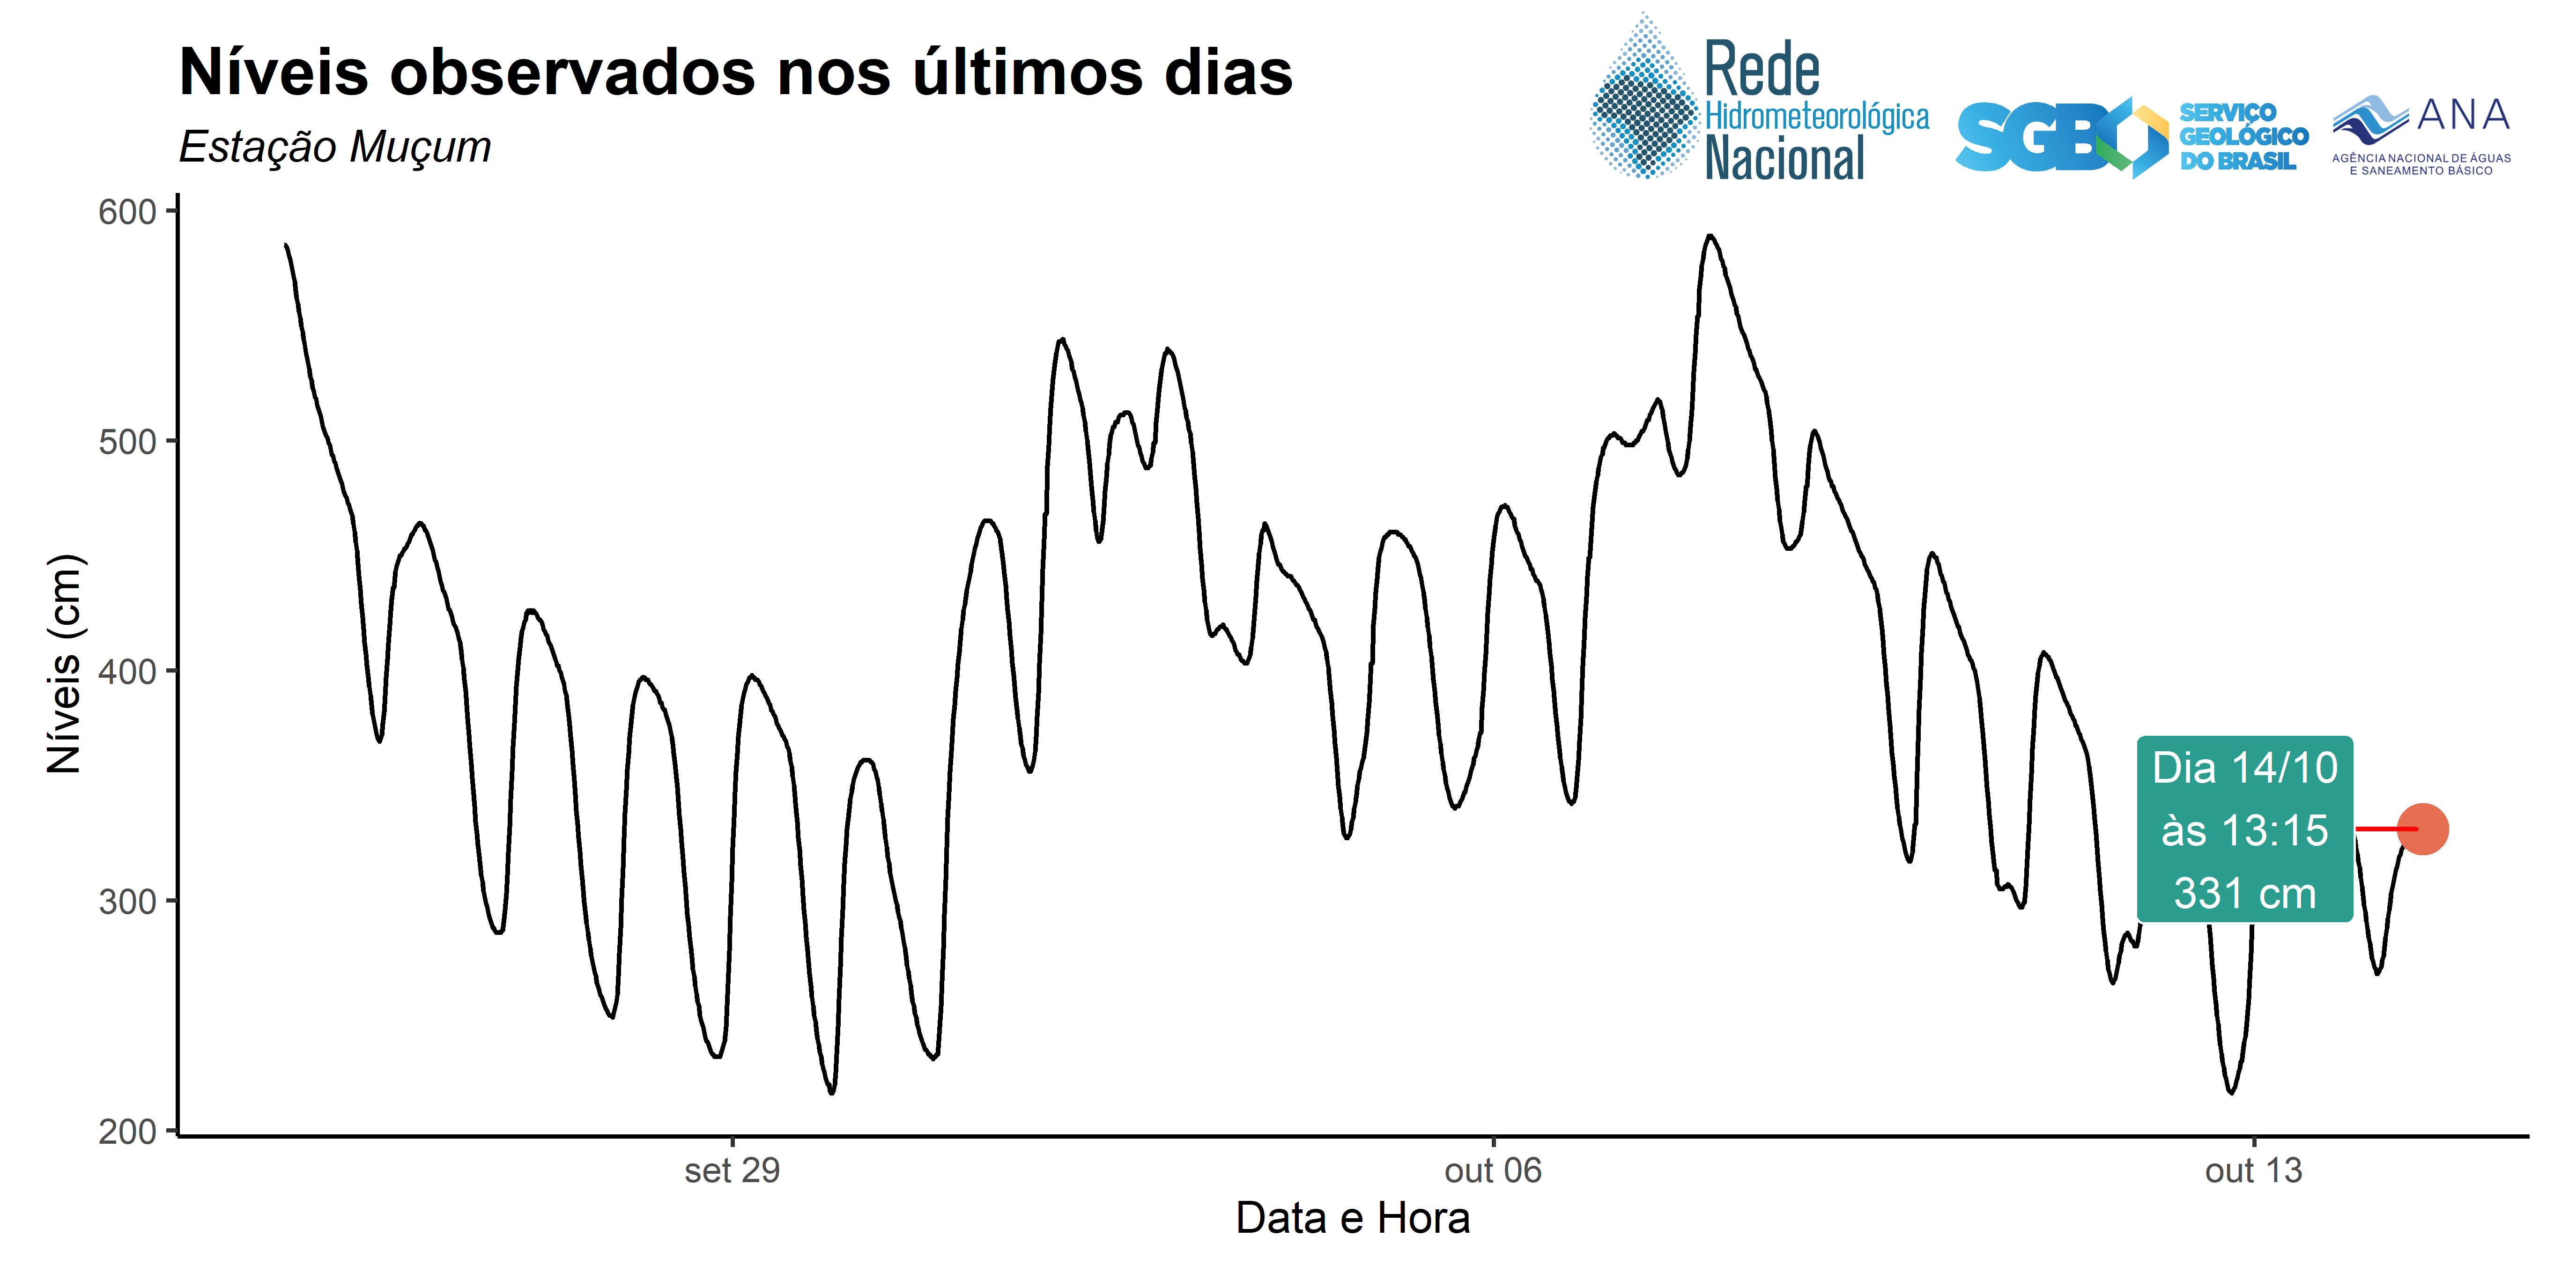 Níveis observados nos últimos dias
Estação Muçum
Rede
Hidrometeorológica
Nacional
SGB
SERVIÇO
GEOLÓGICO
DO BRASIL
ANA
AGÊNCIA NACIONAL DE ÁGUAS
E SANEAMENTO BÁSICO
Níveis (cm)
600
500
400
300
200
Dia 14/10
às 13:15
331 cm
set 29
out 06
out 13
Data e Hora